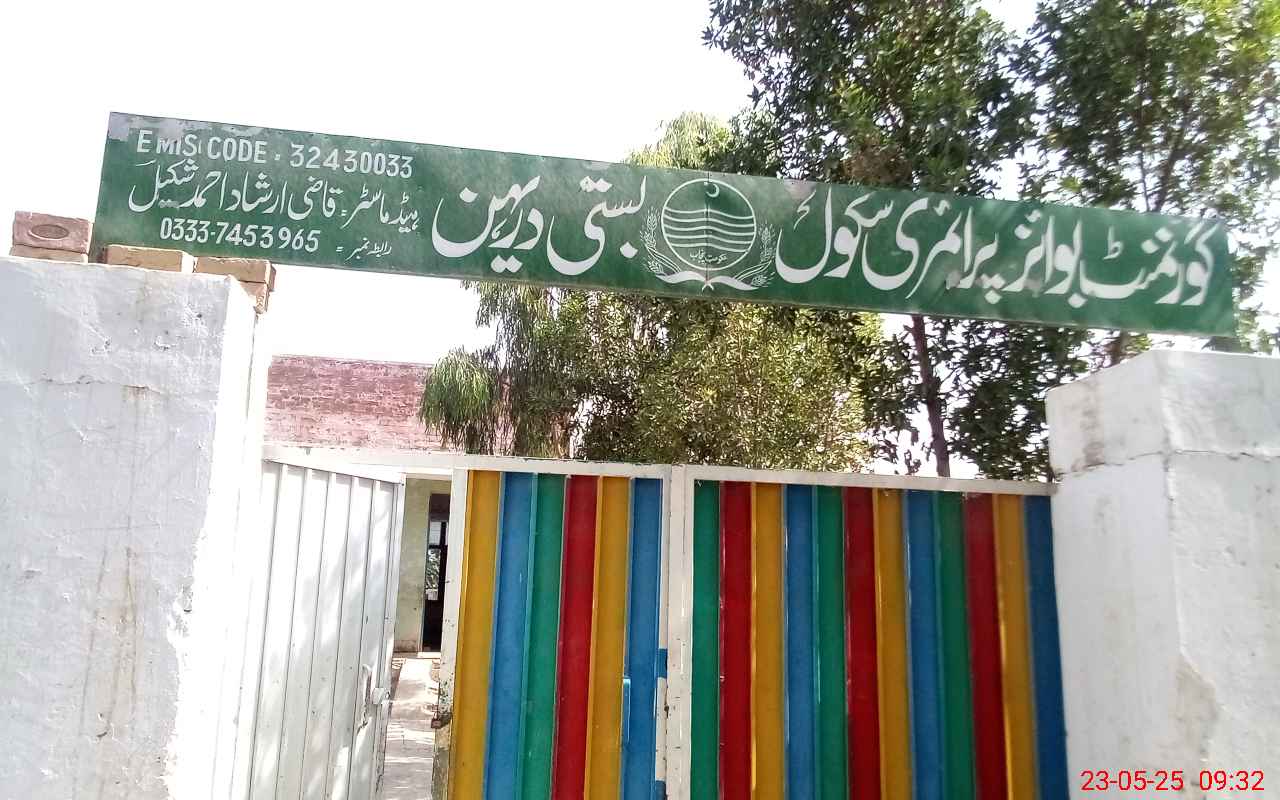 گورنمنٹ بوائز پرائمری سکول بستی دریہن
حکومت پنجاب
EMIS CODE = 32430033
ہیڈ ماسٹر = قاضی ارشاد احمد شکیل
رابطہ نمبر = 0333-7453965
23-05-25 09:32